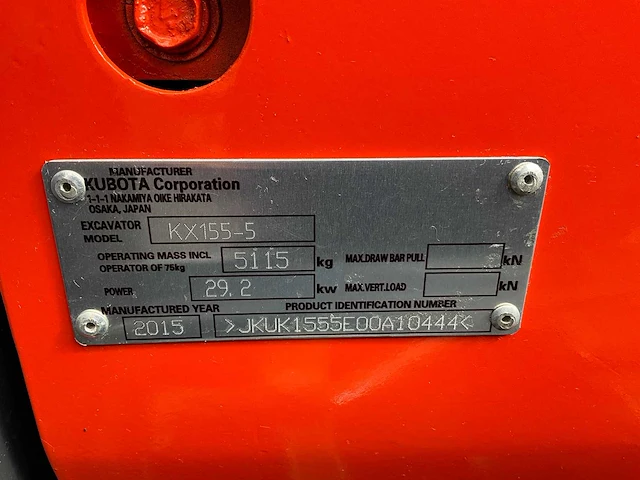 MANUFACTURER
KUBOTA Corporation
1-1-1 NAKAMIYA OIKE HIRAKATA
OSAKA, JAPAN
EXCAVATOR MODEL KX155-5
OPERATING MASS INCL OPERATOR OF 75kg 5115 kg MAX.DRAW BAR PULL kN
POWER 29.2 kw MAX.VERT.LOAD kN
MANUFACTURED YEAR PRODUCT IDENTIFICATION NUMBER
2015 >JKUK1555E00A10444<